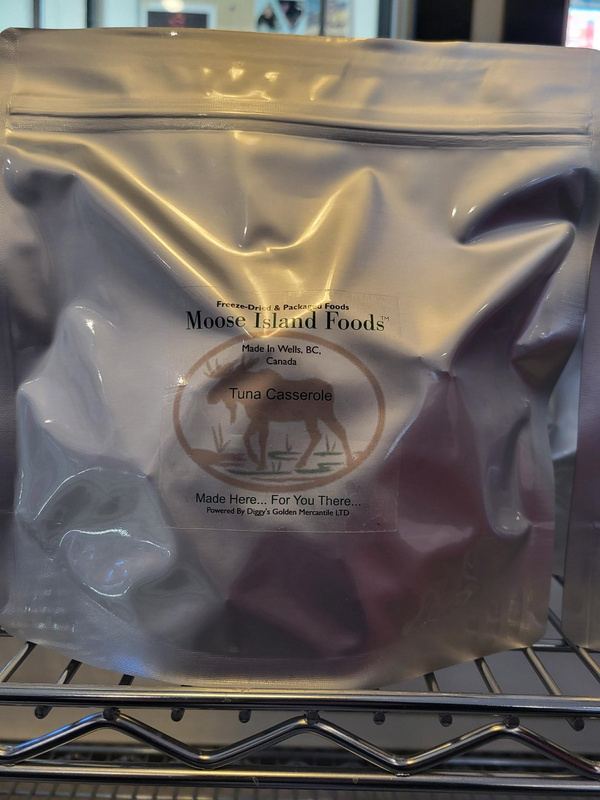 Freeze-Dried & Packaged Foods
Moose Island Foods™
Made In Wells, BC,
Canada
Tuna Casserole
Made Here... For You There...
Powered By Diggy's Golden Mercantile LTD